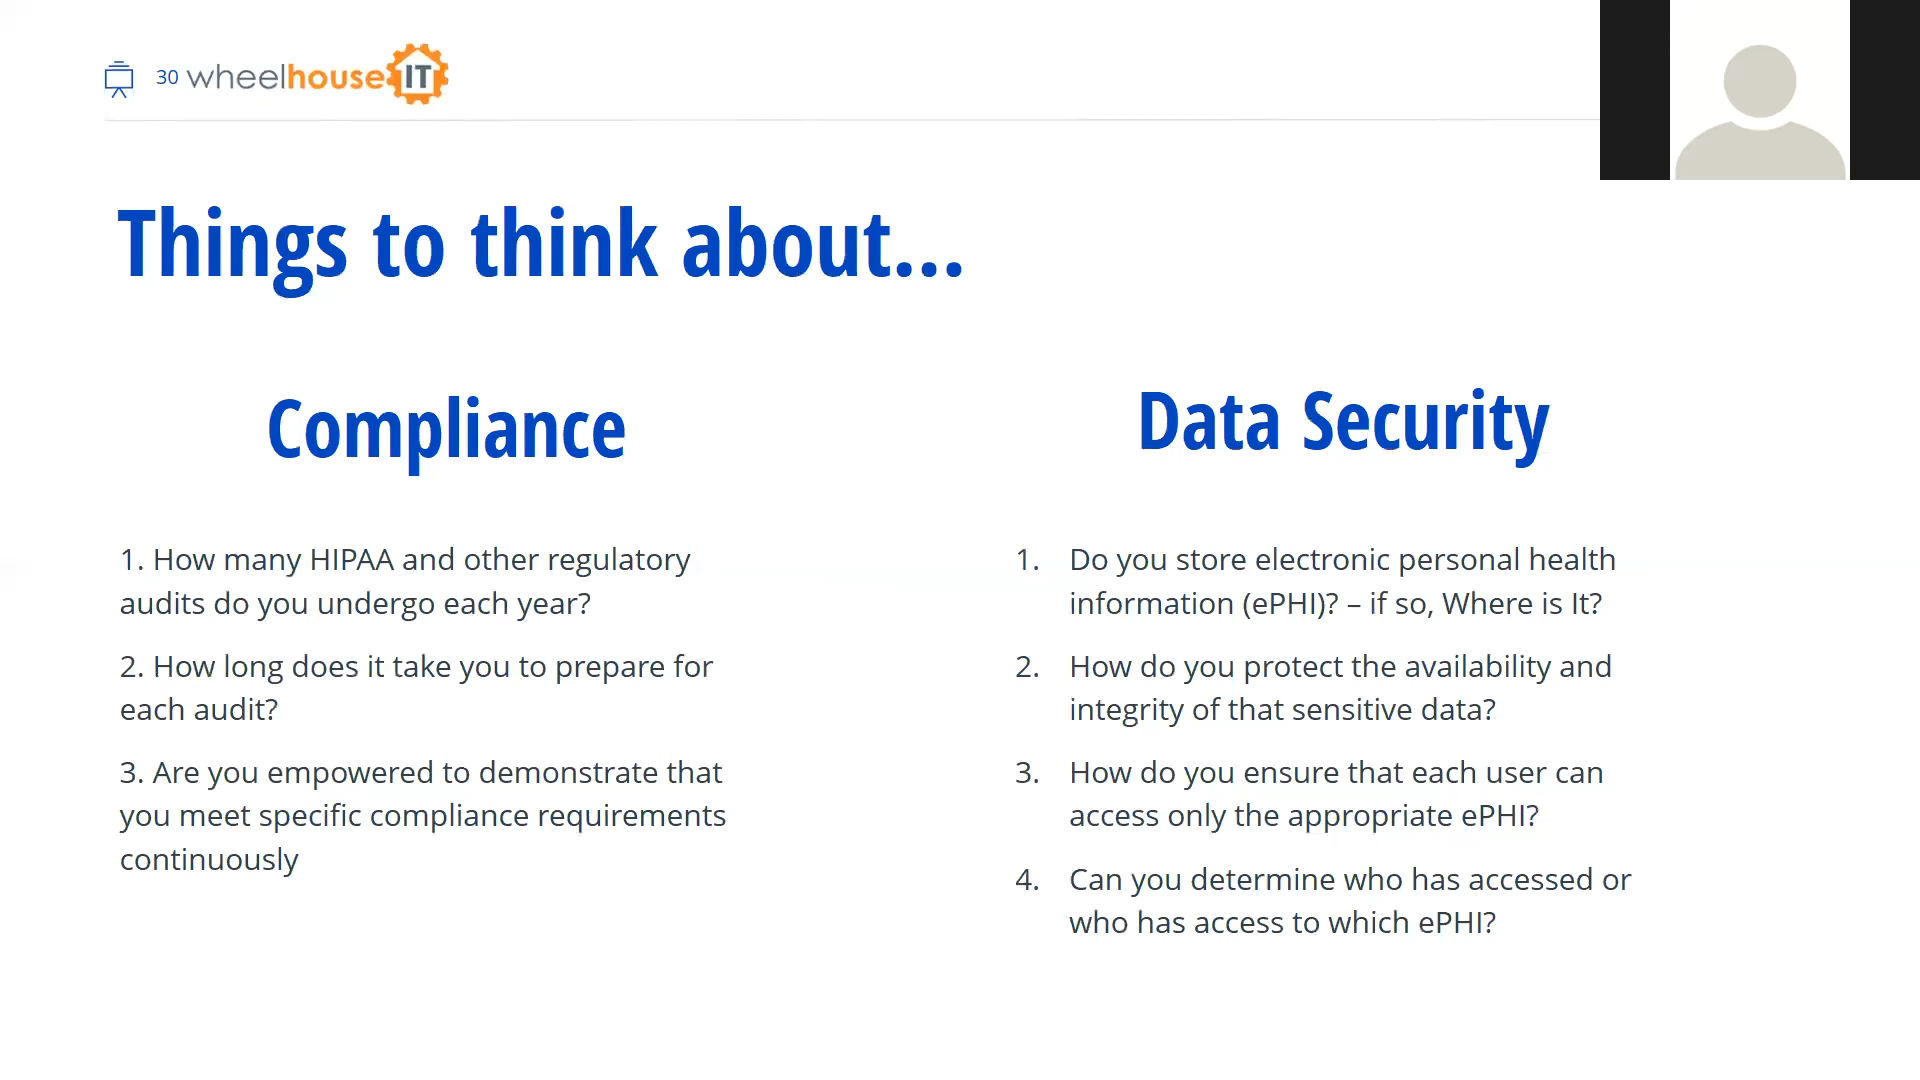 30 wheelhouse IT
Things to think about...
Compliance
1. How many HIPAA and other regulatory
audits do you undergo each year?
2. How long does it take you to prepare for
each audit?
3. Are you empowered to demonstrate that
you meet specific compliance requirements
continuously
Data Security
1. Do you store electronic personal health
information (ePHI)? – if so, Where is It?
2. How do you protect the availability and
integrity of that sensitive data?
3. How do you ensure that each user can
access only the appropriate ePHI?
4. Can you determine who has accessed or
who has access to which ePHI?